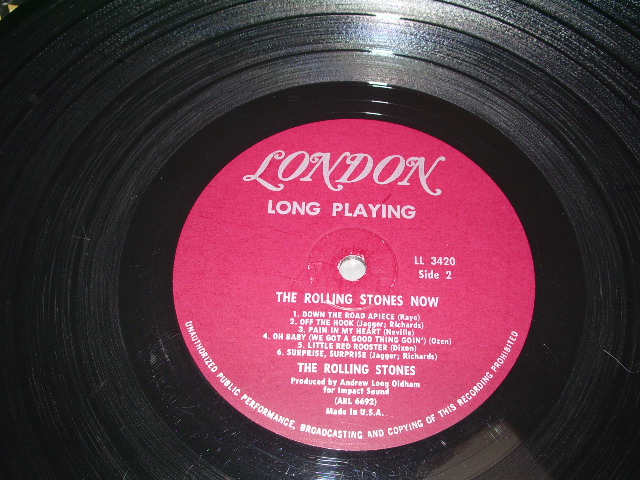 LONDON
LONG PLAYING
LL 3420
Side 2
THE ROLLING STONES NOW
1. DOWN THE ROAD APIECE (Raye)
2. OFF THE HOOK (Jagger; Richards)
3. PAIN IN MY HEART (Neville)
4. OH BABY (WE GOT A GOOD THING GOIN') (Ozen)
5. LITTLE RED ROOSTER (Dixon)
6. SURPRISE, SURPRISE (Jagger; Richards)
THE ROLLING STONES
Produced by Andrew Loog Oldham
for Impact Sound
(ARL 6692)
Made in U.S.A.
UNAUTHORIZED PUBLIC PERFORMANCE, BROADCASTING AND COPYING OF THIS RECORDING PROHIBITED